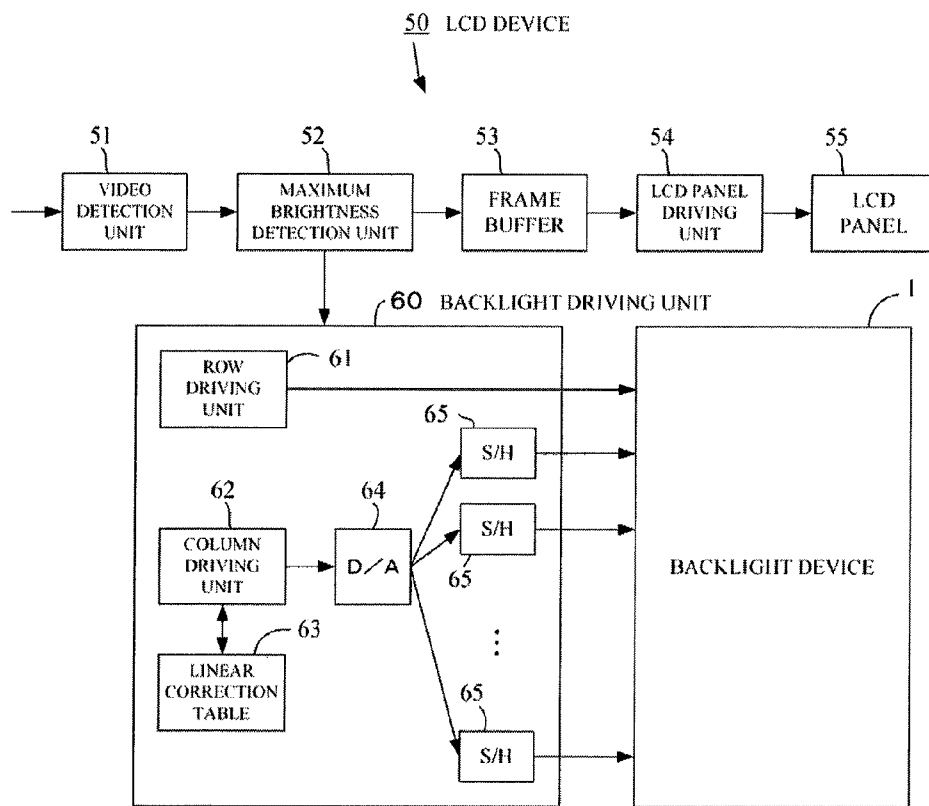 50 LCD DEVICE
51
52
53
54
55
VIDEO
DETECTION
UNIT
MAXIMUM
BRIGHTNESS
DETECTION UNIT
FRAME
BUFFER
LCD PANEL
DRIVING
UNIT
LCD
PANEL
60 BACKLIGHT DRIVING UNIT
1
ROW
DRIVING
UNIT
61
65
S/H
62
64
COLUMN
DRIVING
UNIT
D/A
S/H
65
63
LINEAR
CORRECTION
TABLE
⋮
65
S/H
BACKLIGHT DEVICE